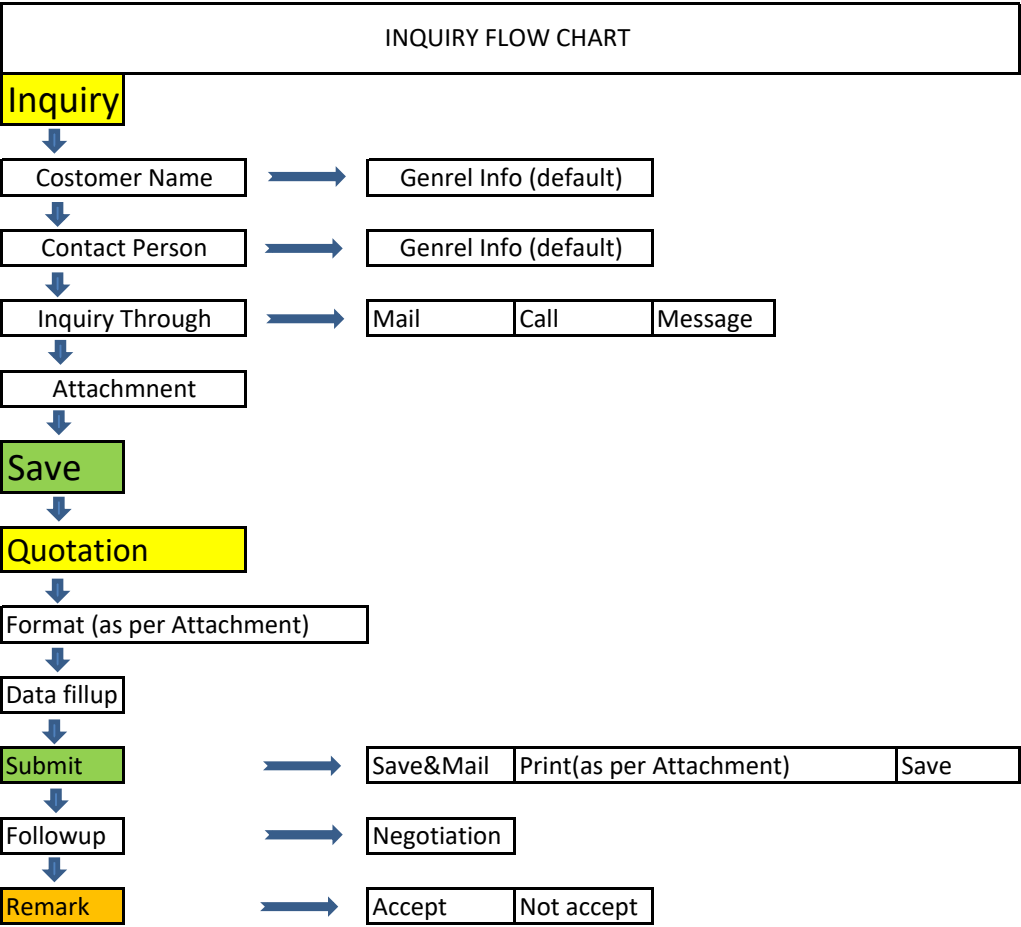 INQUIRY FLOW CHART
Inquiry
Costomer Name Genrel Info (default)
Contact Person Genrel Info (default)
Inquiry Through Mail Call Message
Attachmnent
Save
Quotation
Format (as per Attachment)
Data fillup
Submit Save&Mail Print(as per Attachment) Save
Followup Negotiation
Remark Accept Not accept